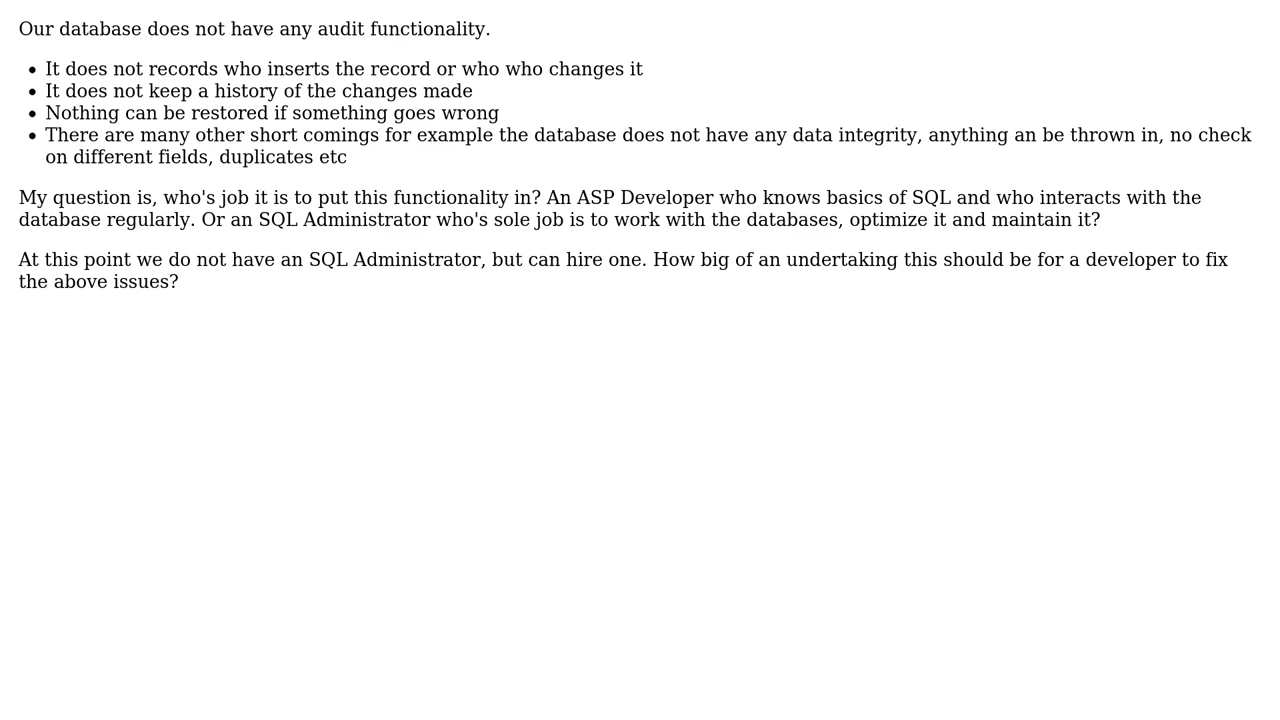 Our database does not have any audit functionality.
It does not records who inserts the record or who who changes it
It does not keep a history of the changes made
Nothing can be restored if something goes wrong
There are many other short comings for example the database does not have any data integrity, anything an be thrown in, no check
on different fields, duplicates etc
My question is, who's job it is to put this functionality in? An ASP Developer who knows basics of SQL and who interacts with the
database regularly. Or an SQL Administrator who's sole job is to work with the databases, optimize it and maintain it?
At this point we do not have an SQL Administrator, but can hire one. How big of an undertaking this should be for a developer to fix
the above issues?